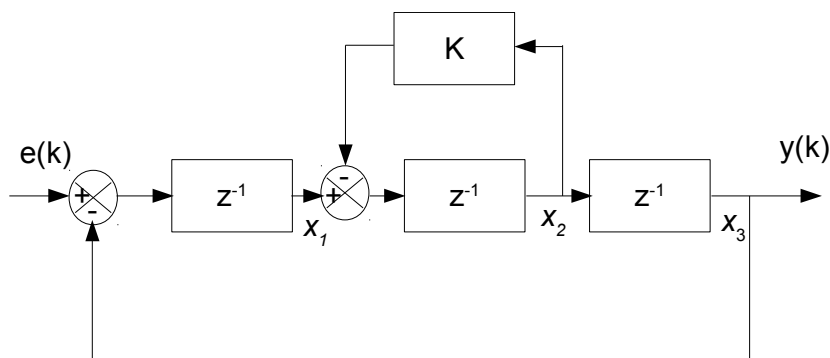 K
-
e(k)
y(k)
+
-
z⁻¹
+
z⁻¹
z⁻¹
x₁
x₂
x₃